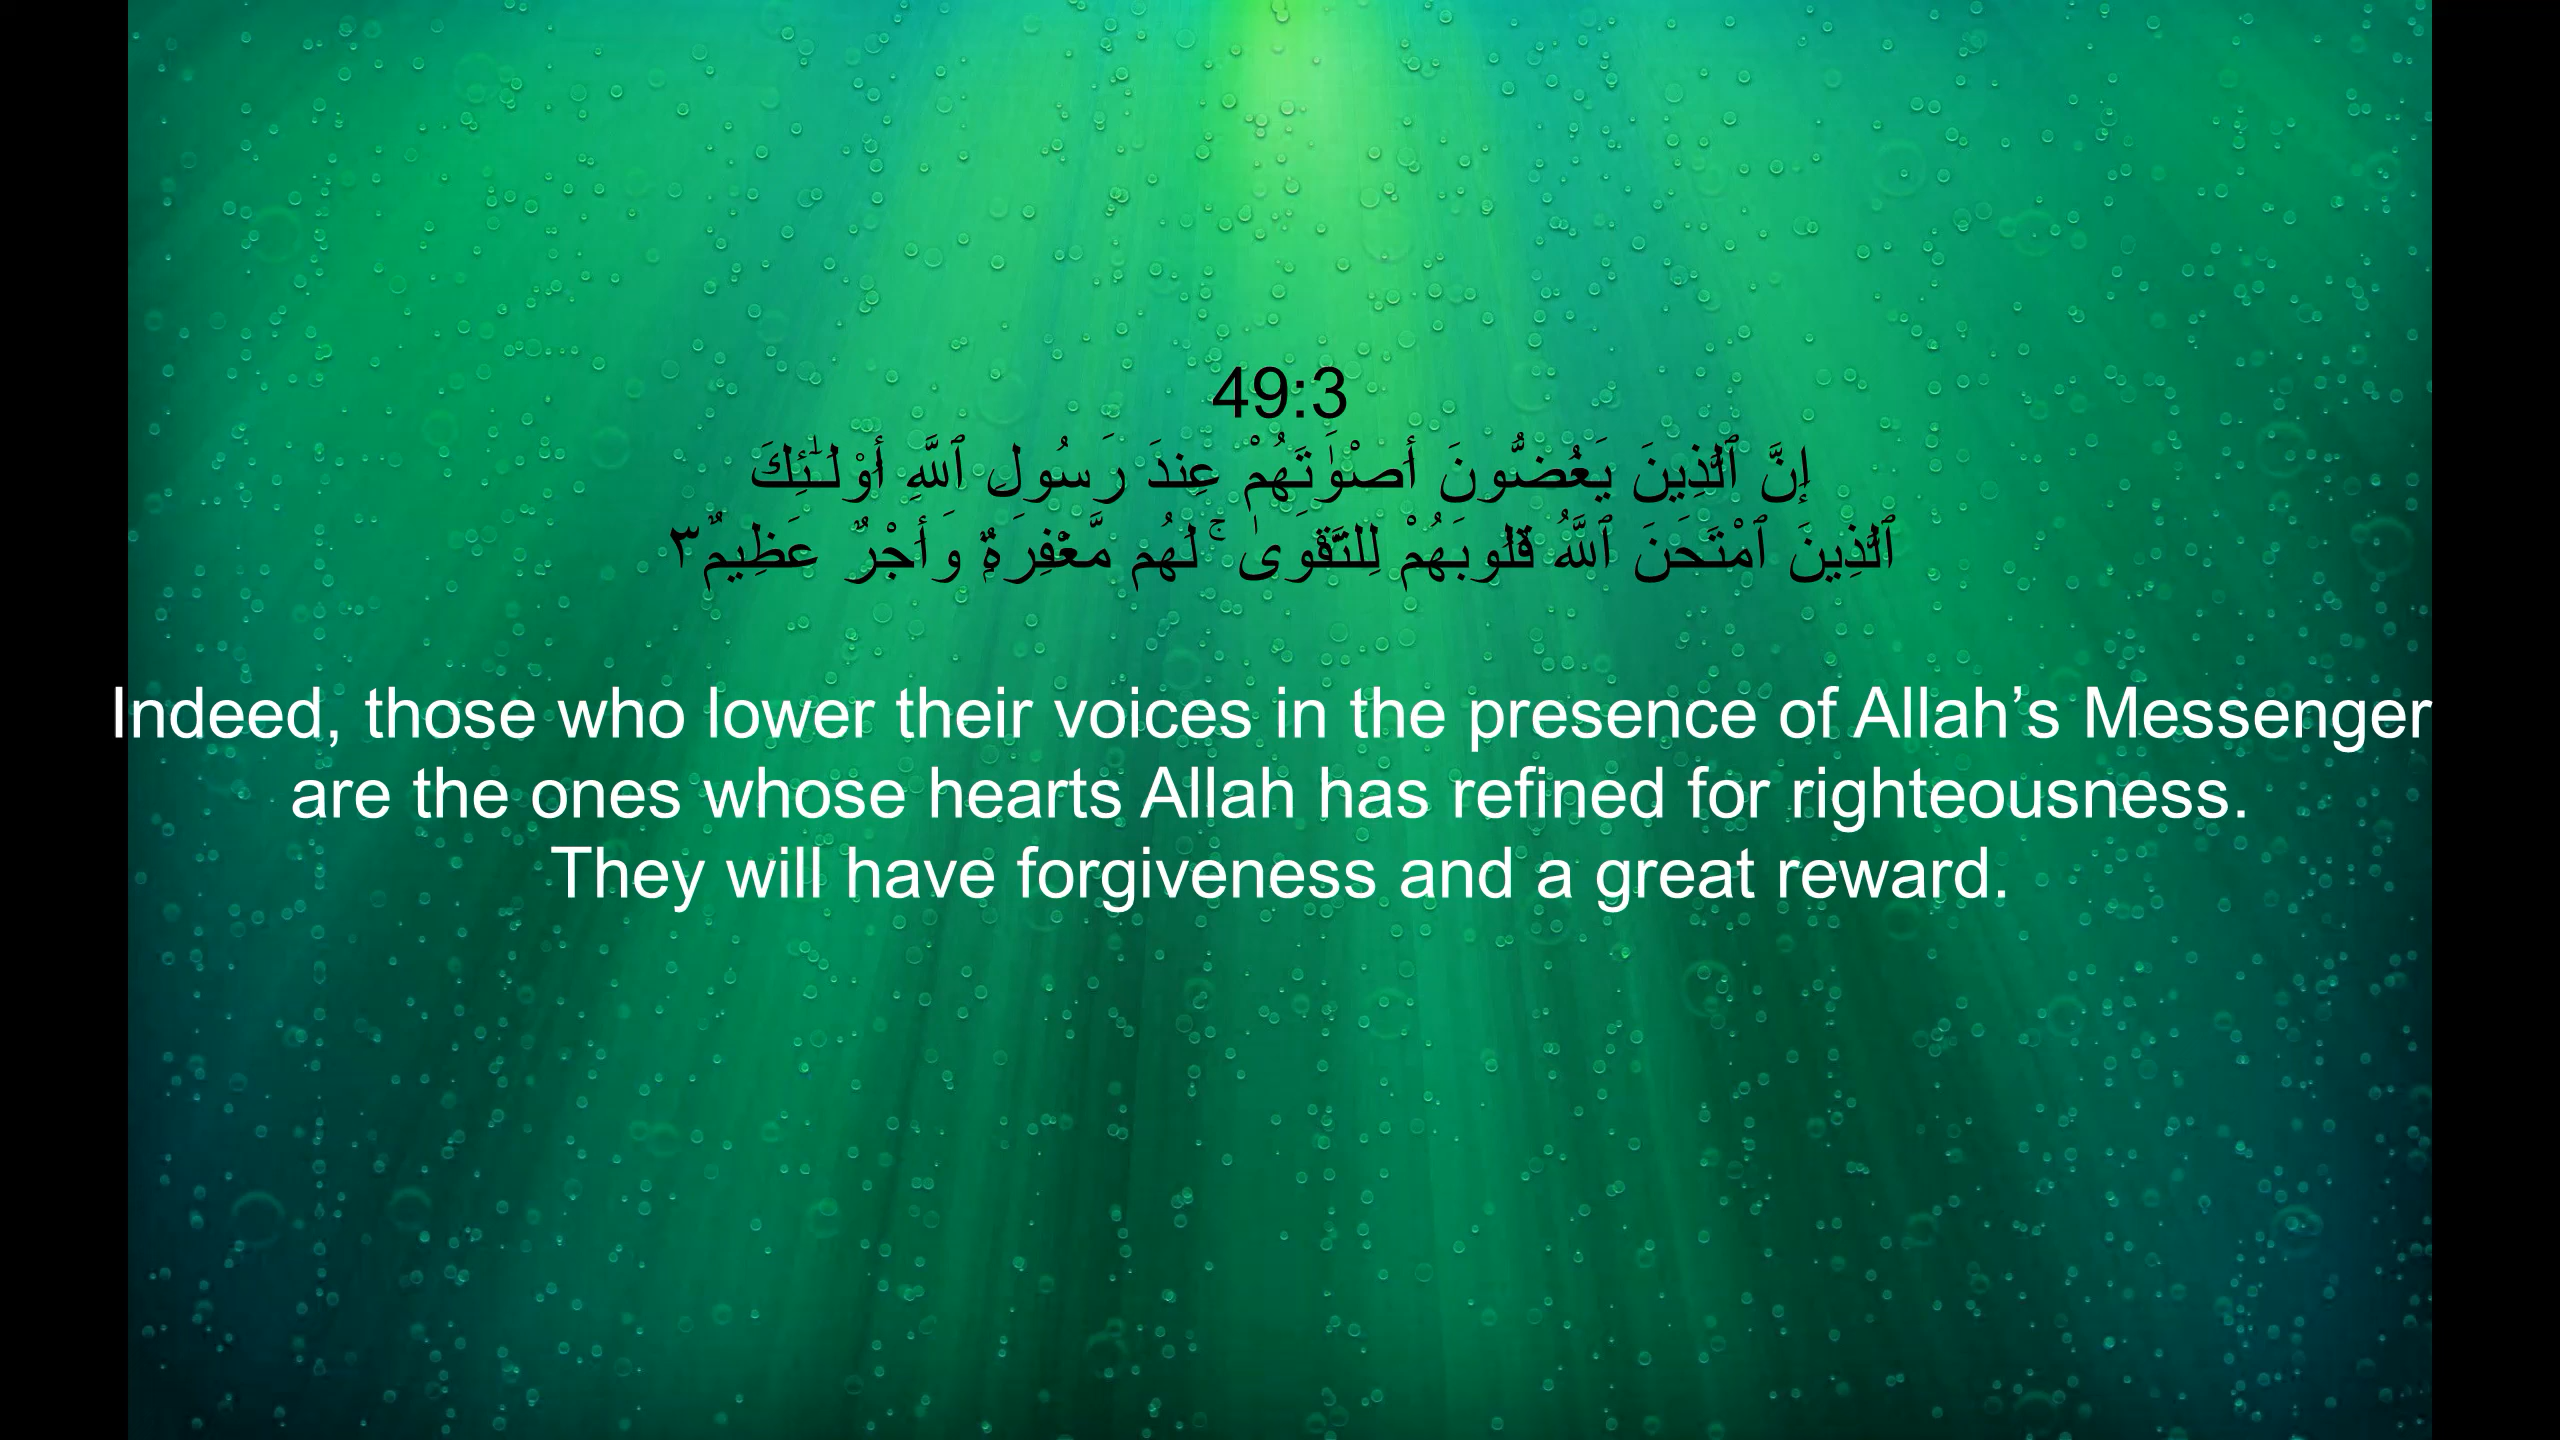 49:3
إِنَّ ٱلَّذِينَ يَغُضُّونَ أَصْوَٰتَهُمْ عِندَ رَسُولِ ٱللَّهِ أُو۟لَـٰٓئِكَ
ٱلَّذِينَ ٱمْتَحَنَ ٱللَّهُ قُلُوبَهُمْ لِلتَّقْوَىٰ ۚ لَهُم مَّغْفِرَةٌ وَأَجْرٌ عَظِيمٌ ٣
Indeed, those who lower their voices in the presence of Allah’s Messenger
are the ones whose hearts Allah has refined for righteousness.
They will have forgiveness and a great reward.